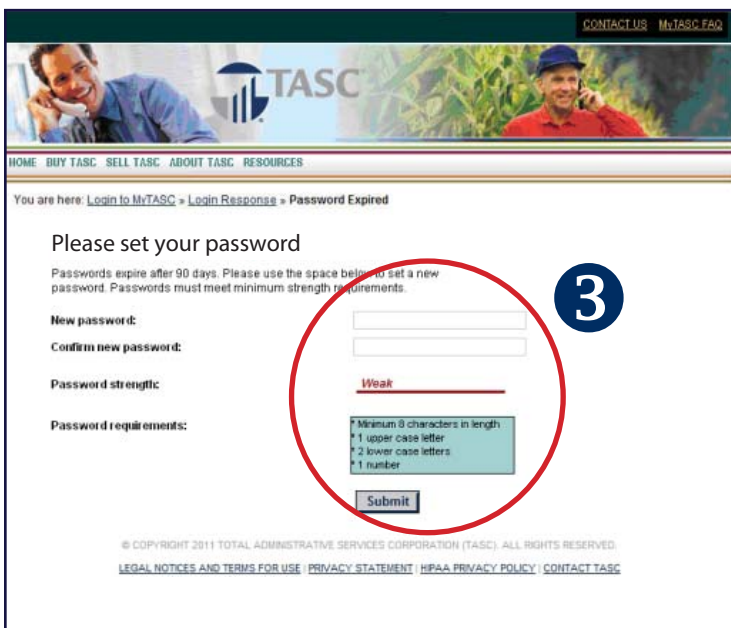 CONTACT US MyTASC FAQ
TASC
HOME BUY TASC SELL TASC ABOUT TASC RESOURCES
You are here: Login to MyTASC » Login Response » Password Expired
Please set your password
Passwords expire after 90 days. Please use the space below to set a new
password. Passwords must meet minimum strength requirements.
3
New password:
Confirm new password:
Password strength: Weak
Password requirements:
* Minimum 8 characters in length
* 1 upper case letter
* 2 lower case letters
* 1 number
Submit
© COPYRIGHT 2011 TOTAL ADMINISTRATIVE SERVICES CORPORATION (TASC). ALL RIGHTS RESERVED.
LEGAL NOTICES AND TERMS FOR USE | PRIVACY STATEMENT | HIPAA PRIVACY POLICY | CONTACT TASC